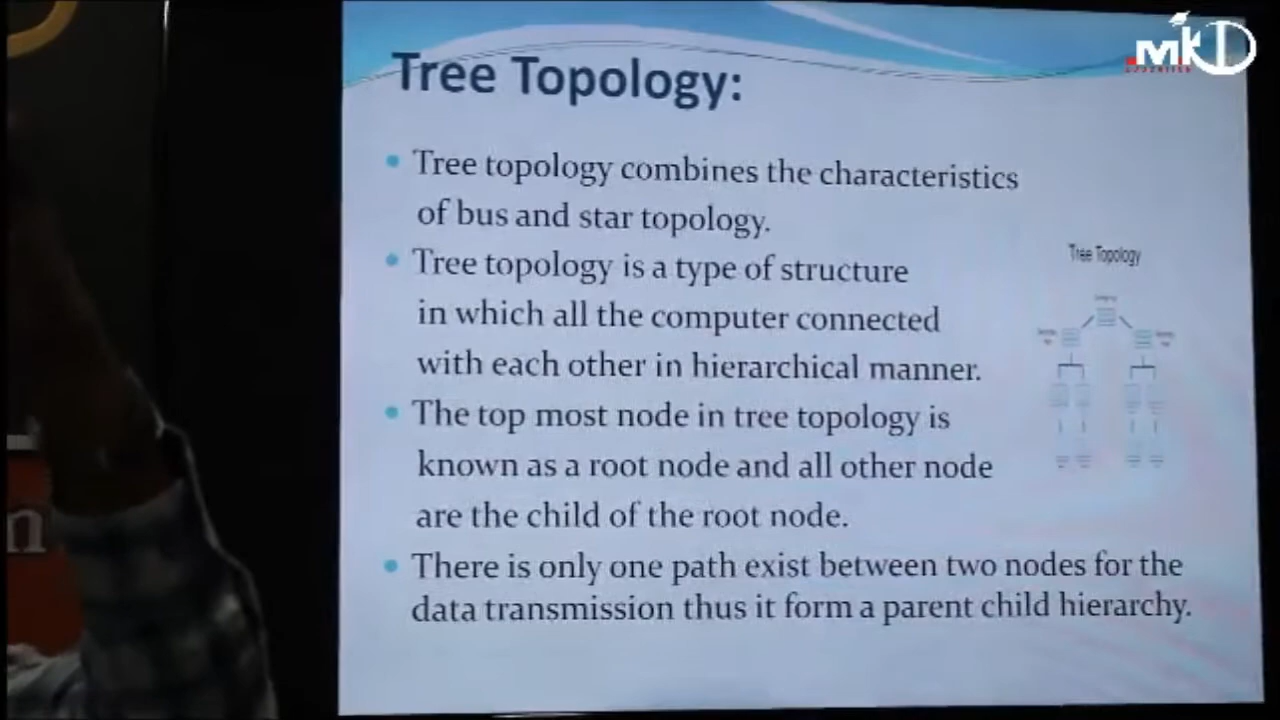 MKD
Tree Topology:
Tree topology combines the characteristics
of bus and star topology.
Tree topology is a type of structure
in which all the computer connected
with each other in hierarchical manner.
The top most node in tree topology is
known as a root node and all other node
are the child of the root node.
There is only one path exist between two nodes for the
data transmission thus it form a parent child hierarchy.
Tree Topology
n